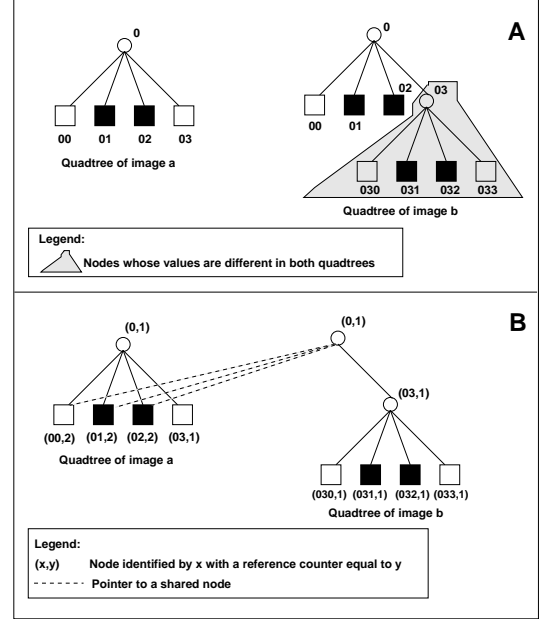 A
0
00 01 02 03
Quadtree of image a
0
02 03
00 01
030 031 032 033
Quadtree of image b
Legend:
Nodes whose values are different in both quadtrees
B
(0,1)
(00,2) (01,2) (02,2) (03,1)
Quadtree of image a
(0,1)
(03,1)
(030,1) (031,1) (032,1) (033,1)
Quadtree of image b
Legend:
(x,y) Node identified by x with a reference counter equal to y
Pointer to a shared node